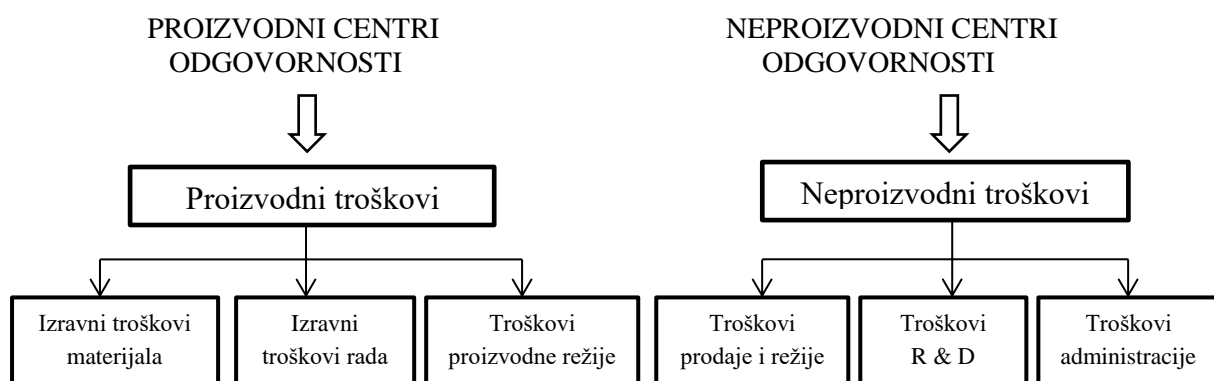 PROIZVODNI CENTRI
ODGOVORNOSTI
NEPROIZVODNI CENTRI
ODGOVORNOSTI
Proizvodni troškovi
Neproizvodni troškovi
Izravni troškovi
materijala
Izravni
troškovi rada
Troškovi
proizvodne režije
Troškovi
prodaje i režije
Troškovi
R & D
Troškovi
administracije